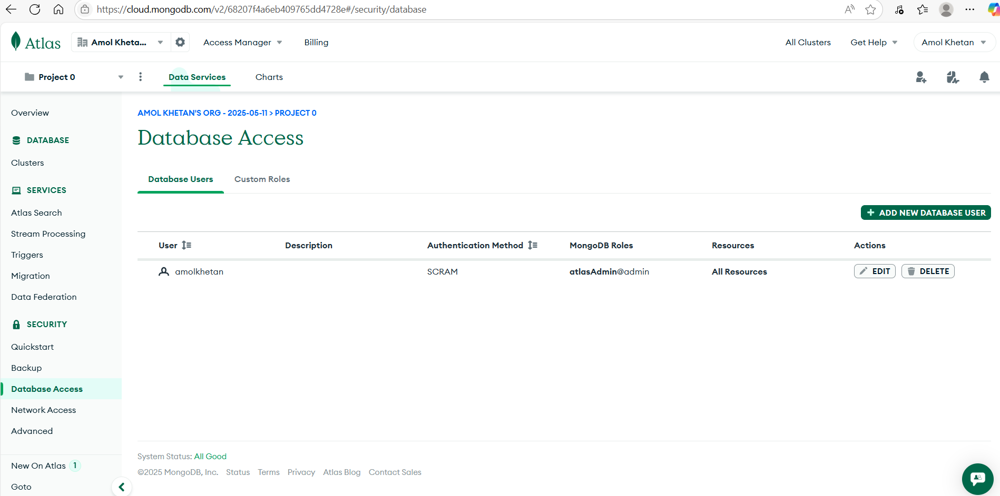 https://cloud.mongodb.com/v2/68207f4a6eb409765dd4728e#/security/database
Atlas
Amol Kheta...
Access Manager
Billing
All Clusters
Get Help
Amol Khetan
Project 0
Data Services
Charts
Overview
DATABASE
Clusters
SERVICES
Atlas Search
Stream Processing
Triggers
Migration
Data Federation
SECURITY
Quickstart
Backup
Database Access
Network Access
Advanced
New On Atlas 1
Goto
AMOL KHETAN'S ORG - 2025-05-11 > PROJECT 0
Database Access
Database Users
Custom Roles
+ ADD NEW DATABASE USER
User Description Authentication Method MongoDB Roles Resources Actions
amolkhetan SCRAM atlasAdmin@admin All Resources EDIT DELETE
System Status: All Good
©2025 MongoDB, Inc. Status Terms Privacy Atlas Blog Contact Sales